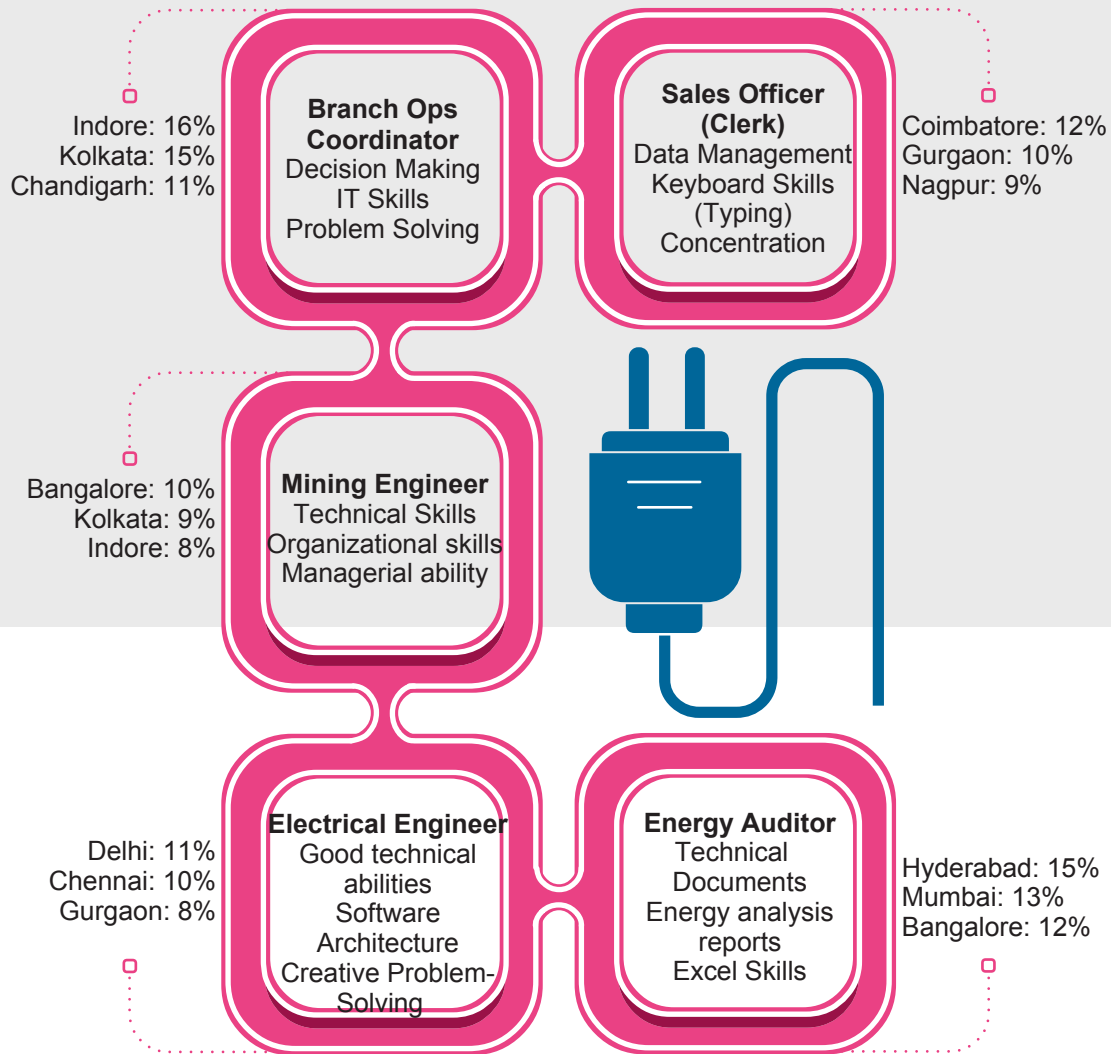 Indore: 16%
Kolkata: 15%
Chandigarh: 11%
Branch Ops
Coordinator
Decision Making
IT Skills
Problem Solving
Sales Officer
(Clerk)
Data Management
Keyboard Skills
(Typing)
Concentration
Coimbatore: 12%
Gurgaon: 10%
Nagpur: 9%
Bangalore: 10%
Kolkata: 9%
Indore: 8%
Mining Engineer
Technical Skills
Organizational skills
Managerial ability
Delhi: 11%
Chennai: 10%
Gurgaon: 8%
Electrical Engineer
Good technical
abilities
Software
Architecture
Creative Problem-
Solving
Energy Auditor
Technical
Documents
Energy analysis
reports
Excel Skills
Hyderabad: 15%
Mumbai: 13%
Bangalore: 12%